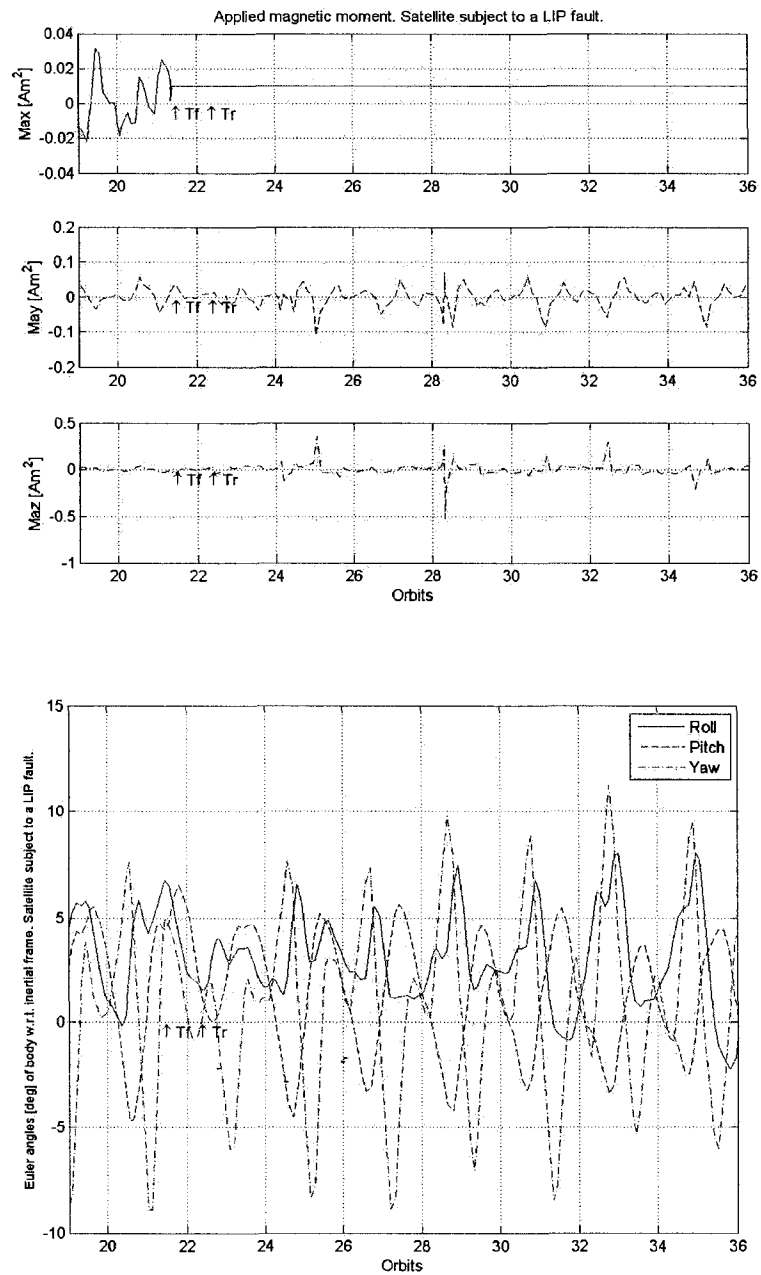 Applied magnetic moment. Satellite subject to a LIP fault.
Max [Am²]
0.04
0.02
0
-0.02
-0.04
↑ Tf ↑ Tr
20 22 24 26 28 30 32 34 36
May [Am²]
0.2
0.1
0
-0.1
-0.2
↑ Tf ↑ Tr
20 22 24 26 28 30 32 34 36
Maz [Am²]
0.5
0
-0.5
-1
↑ Tf ↑ Tr
20 22 24 26 28 30 32 34 36
Orbits
Euler angles [deg] of body w.r.t. inertial frame. Satellite subject to a LIP fault.
15
10
5
0
-5
-10
Roll
Pitch
Yaw
↑ Tf ↑ Tr
20 22 24 26 28 30 32 34 36
Orbits